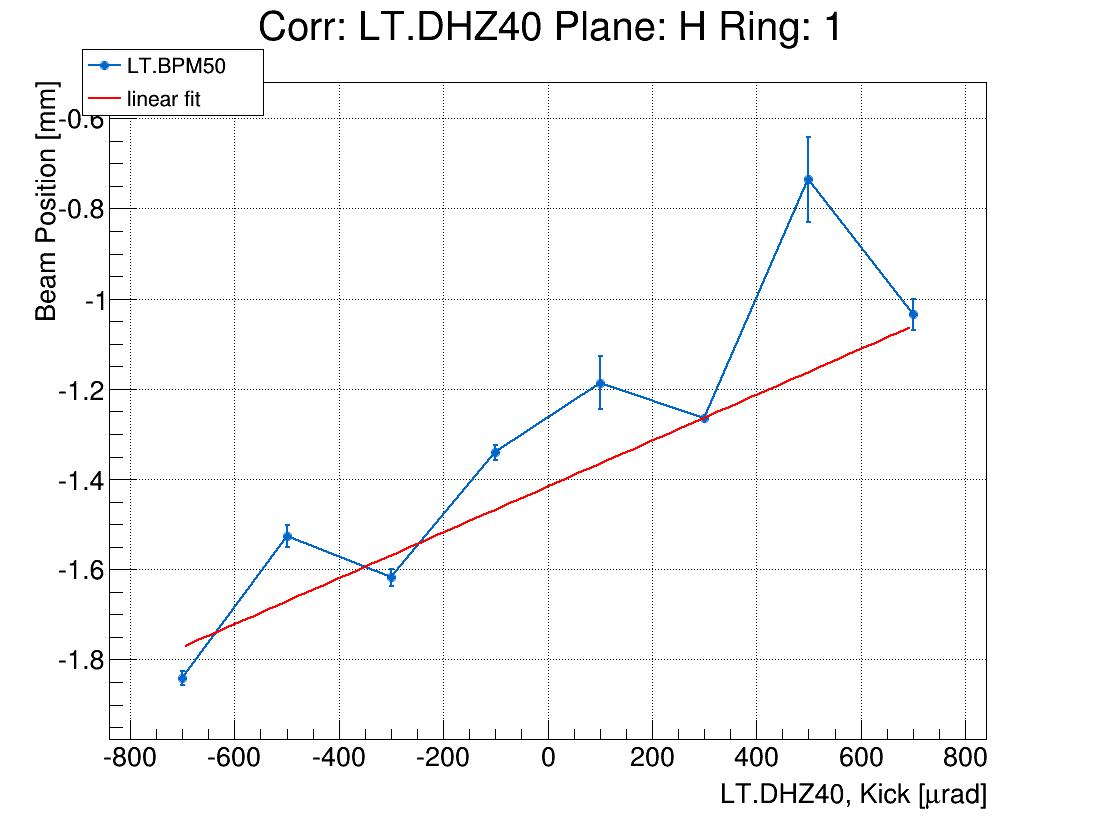 Corr: LT.DHZ40 Plane: H Ring: 1
LT.BPM50
linear fit
Beam Position [mm]
-0.6
-0.8
-1
-1.2
-1.4
-1.6
-1.8
-800 -600 -400 -200 0 200 400 600 800
LT.DHZ40, Kick [μrad]